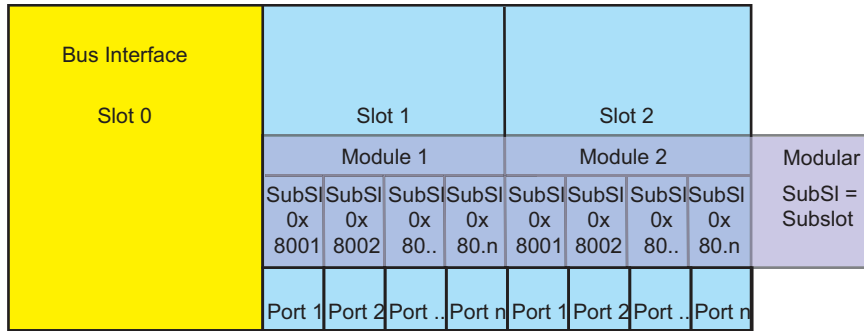 Bus Interface
Slot 0
Slot 1
Slot 2
Module 1
Module 2
Modular
SubSl SubSl SubSl SubSl SubSl SubSl SubSl SubSl
0x 0x 0x 0x 0x 0x 0x 0x
8001 8002 80.. 80.n 8001 8002 80.. 80.n
SubSl =
Subslot
Port 1 Port 2 Port .. Port n Port 1 Port 2 Port .. Port n